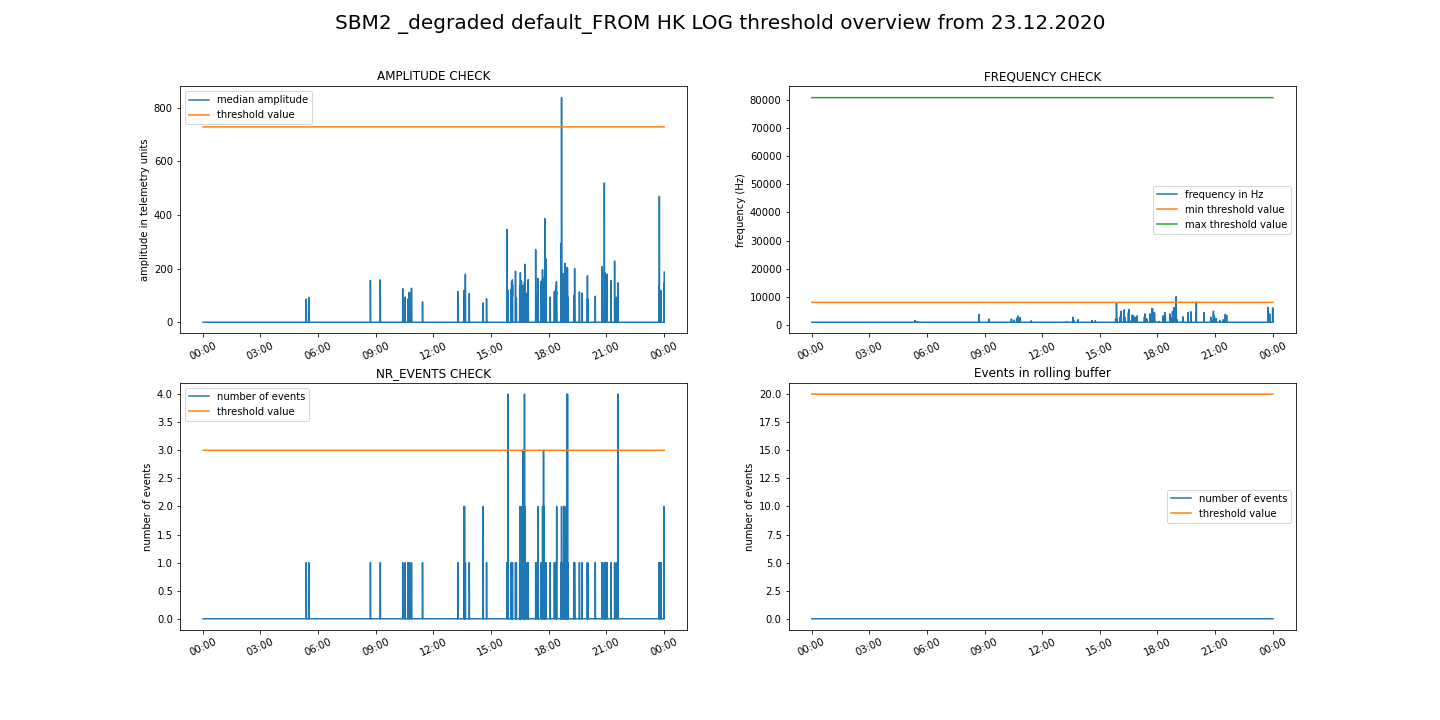 SBM2 _degraded default_FROM HK LOG threshold overview from 23.12.2020
AMPLITUDE CHECK
median amplitude
threshold value
amplitude in telemetry units
800
600
400
200
0
00:00 03:00 06:00 09:00 12:00 15:00 18:00 21:00 00:00
FREQUENCY CHECK
frequency in Hz
min threshold value
max threshold value
frequency (Hz)
80000
70000
60000
50000
40000
30000
20000
10000
0
00:00 03:00 06:00 09:00 12:00 15:00 18:00 21:00 00:00
NR_EVENTS CHECK
number of events
threshold value
number of events
4.0
3.5
3.0
2.5
2.0
1.5
1.0
0.5
0.0
00:00 03:00 06:00 09:00 12:00 15:00 18:00 21:00 00:00
Events in rolling buffer
number of events
threshold value
number of events
20.0
17.5
15.0
12.5
10.0
7.5
5.0
2.5
0.0
00:00 03:00 06:00 09:00 12:00 15:00 18:00 21:00 00:00